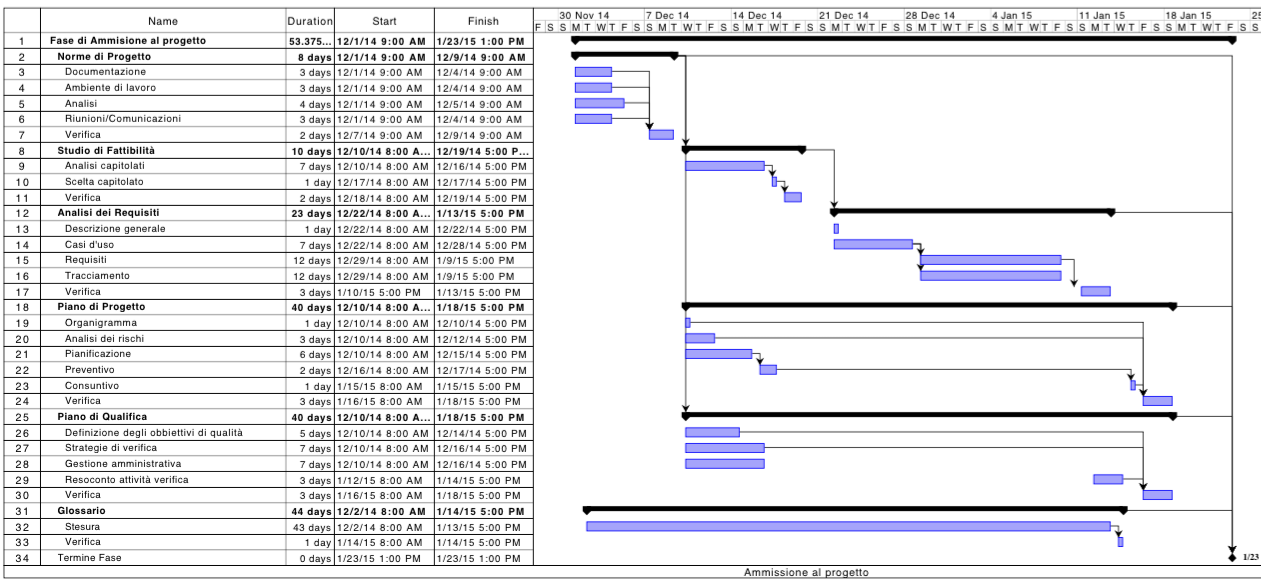 Name Duration Start Finish 30 Nov 14 7 Dec 14 14 Dec 14 21 Dec 14 28 Dec 14 4 Jan 15 11 Jan 15 18 Jan 15 25
F S S M T W T F S S M T W T F S S M T W T F S S M T W T F S S M T W T F S S M T W T F S S M T W T F S S M T W T F S S
1 Fase di Ammisione al progetto 53.375... 12/1/14 9:00 AM 1/23/15 1:00 PM
2 Norme di Progetto 8 days 12/1/14 9:00 AM 12/9/14 9:00 AM
3 Documentazione 3 days 12/1/14 9:00 AM 12/4/14 9:00 AM
4 Ambiente di lavoro 3 days 12/1/14 9:00 AM 12/4/14 9:00 AM
5 Analisi 4 days 12/1/14 9:00 AM 12/5/14 9:00 AM
6 Riunioni/Comunicazioni 3 days 12/1/14 9:00 AM 12/4/14 9:00 AM
7 Verifica 2 days 12/7/14 9:00 AM 12/9/14 9:00 AM
8 Studio di Fattibilità 10 days 12/10/14 8:00 A... 12/19/14 5:00 P...
9 Analisi capitolati 7 days 12/10/14 8:00 AM 12/16/14 5:00 PM
10 Scelta capitolato 1 day 12/17/14 8:00 AM 12/17/14 5:00 PM
11 Verifica 2 days 12/18/14 8:00 AM 12/19/14 5:00 PM
12 Analisi dei Requisiti 23 days 12/22/14 8:00 A... 1/13/15 5:00 PM
13 Descrizione generale 1 day 12/22/14 8:00 AM 12/22/14 5:00 PM
14 Casi d'uso 7 days 12/22/14 8:00 AM 12/28/14 5:00 PM
15 Requisiti 12 days 12/29/14 8:00 AM 1/9/15 5:00 PM
16 Tracciamento 12 days 12/29/14 8:00 AM 1/9/15 5:00 PM
17 Verifica 3 days 1/10/15 5:00 PM 1/13/15 5:00 PM
18 Piano di Progetto 40 days 12/10/14 8:00 A... 1/18/15 5:00 PM
19 Organigramma 1 day 12/10/14 8:00 AM 12/10/14 5:00 PM
20 Analisi dei rischi 3 days 12/10/14 8:00 AM 12/12/14 5:00 PM
21 Pianificazione 6 days 12/10/14 8:00 AM 12/15/14 5:00 PM
22 Preventivo 2 days 12/16/14 8:00 AM 12/17/14 5:00 PM
23 Consuntivo 1 day 1/15/15 8:00 AM 1/15/15 5:00 PM
24 Verifica 3 days 1/16/15 8:00 AM 1/18/15 5:00 PM
25 Piano di Qualifica 40 days 12/10/14 8:00 A... 1/18/15 5:00 PM
26 Definizione degli obbiettivi di qualità 5 days 12/10/14 8:00 AM 12/14/14 5:00 PM
27 Strategie di verifica 7 days 12/10/14 8:00 AM 12/16/14 5:00 PM
28 Gestione amministrativa 7 days 12/10/14 8:00 AM 12/16/14 5:00 PM
29 Resoconto attività verifica 3 days 1/12/15 8:00 AM 1/14/15 5:00 PM
30 Verifica 3 days 1/16/15 8:00 AM 1/18/15 5:00 PM
31 Glossario 44 days 12/2/14 8:00 AM 1/14/15 5:00 PM
32 Stesura 43 days 12/2/14 8:00 AM 1/13/15 5:00 PM
33 Verifica 1 day 1/14/15 8:00 AM 1/14/15 5:00 PM
34 Termine Fase 0 days 1/23/15 1:00 PM 1/23/15 1:00 PM 1/23
Ammissione al progetto